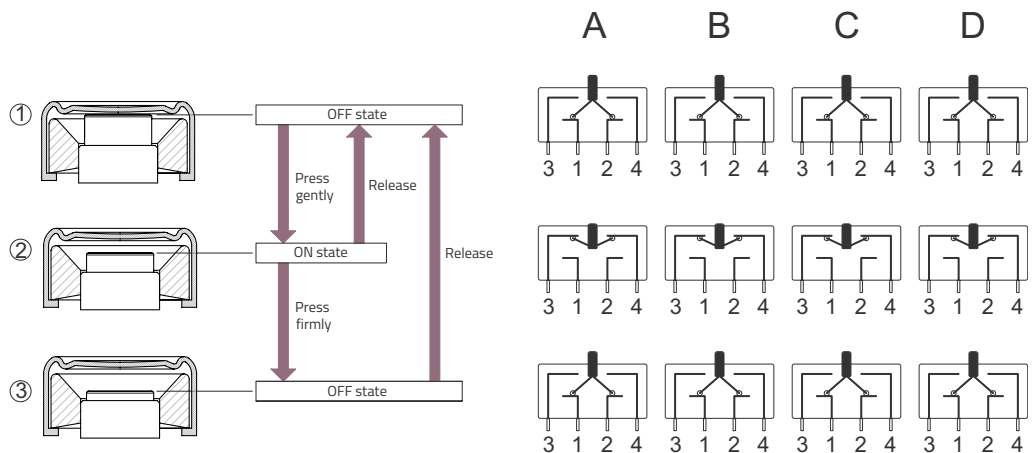 A B C D
① OFF state
3 1 2 4 3 1 2 4 3 1 2 4 3 1 2 4
Press
gently
Release
② ON state
Release
3 1 2 4 3 1 2 4 3 1 2 4 3 1 2 4
Press
firmly
③ OFF state
3 1 2 4 3 1 2 4 3 1 2 4 3 1 2 4